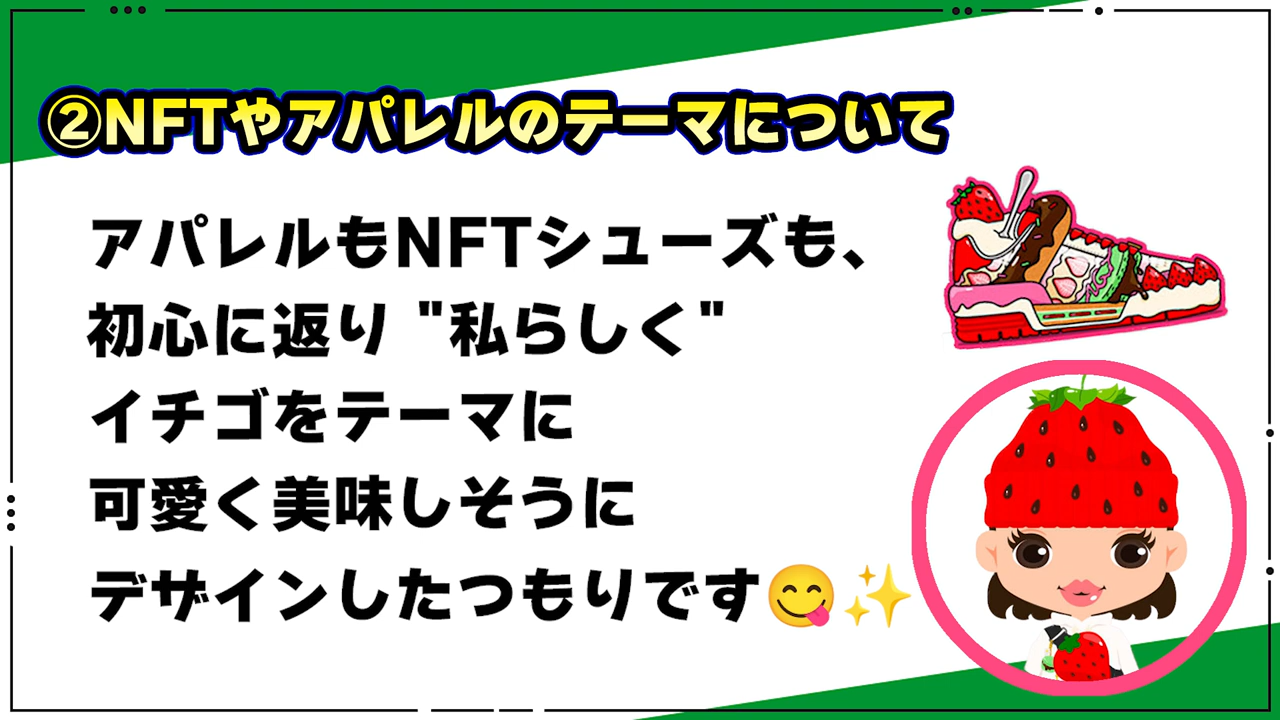 ②NFTやアパレルのテーマについて
アパレルもNFTシューズも、
初心に返り "私らしく"
イチゴをテーマに
可愛く美味しそうに
デザインしたつもりです😋✨